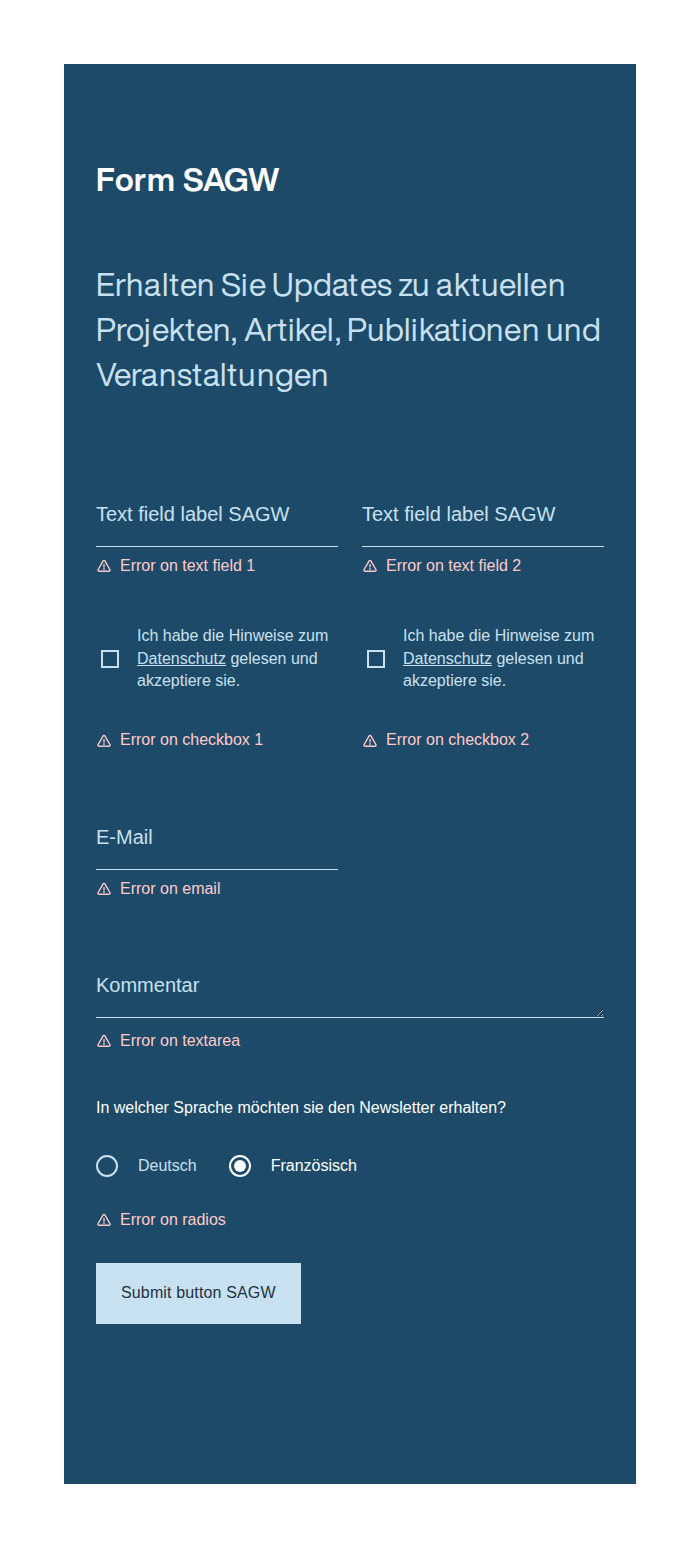 Form SAGW
Erhalten Sie Updates zu aktuellen
Projekten, Artikel, Publikationen und
Veranstaltungen
Text field label SAGW
Error on text field 1
Text field label SAGW
Error on text field 2
Ich habe die Hinweise zum
Datenschutz gelesen und
akzeptiere sie.
Error on checkbox 1
Ich habe die Hinweise zum
Datenschutz gelesen und
akzeptiere sie.
Error on checkbox 2
E-Mail
Error on email
Kommentar
Error on textarea
In welcher Sprache möchten sie den Newsletter erhalten?
Deutsch
Französisch
Error on radios
Submit button SAGW